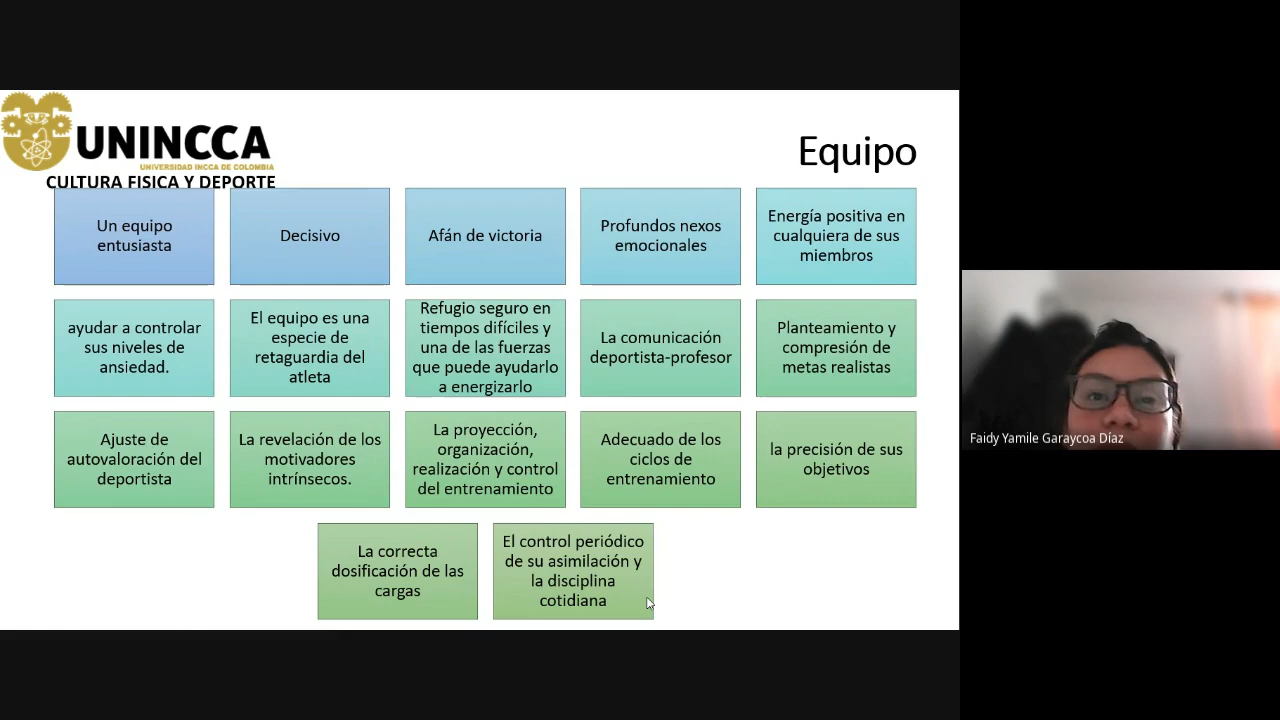 UNINCCA
UNIVERSIDAD INCCA DE COLOMBIA
CULTURA FISICA Y DEPORTE
Equipo
Un equipo
entusiasta
Decisivo
Afán de victoria
Profundos nexos
emocionales
Energía positiva en
cualquiera de sus
miembros
ayudar a controlar
sus niveles de
ansiedad.
El equipo es una
especie de
retaguardia del
atleta
Refugio seguro en
tiempos difíciles y
una de las fuerzas
que puede ayudarlo
a energizarlo
La comunicación
deportista-profesor
Planteamiento y
compresión de
metas realistas
Ajuste de
autovaloración del
deportista
La revelación de los
motivadores
intrínsecos.
La proyección,
organización,
realización y control
del entrenamiento
Adecuado de los
ciclos de
entrenamiento
la precisión de sus
objetivos
La correcta
dosificación de las
cargas
El control periódico
de su asimilación y
la disciplina
cotidiana
Faidy Yamile Garaycoa Díaz